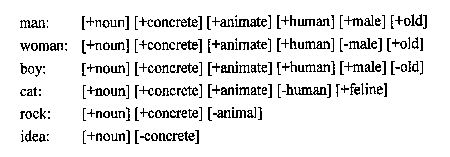 man: [+noun] [+concrete] [+animate] [+human] [+male] [+old]
woman: [+noun] [+concrete] [+animate] [+human] [-male] [+old]
boy: [+noun] [+concrete] [+animate] [+human] [+male] [-old]
cat: [+noun] [+concrete] [+animate] [-human] [+feline]
rock: [+noun] [+concrete] [-animal]
idea: [+noun] [-concrete]